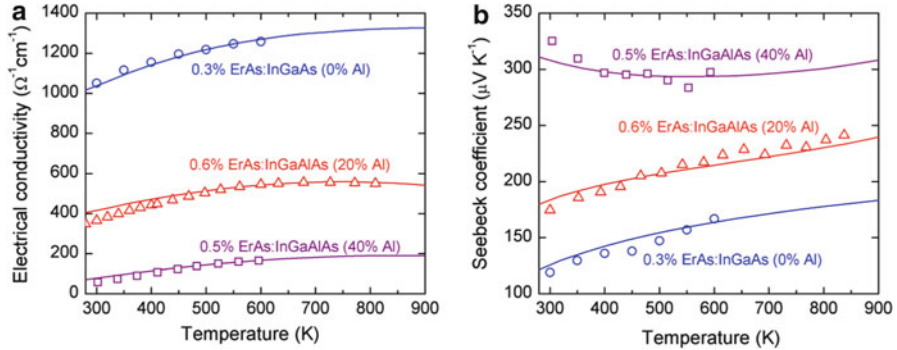 a
Electrical conductivity (Ω⁻¹cm⁻¹)
1400
1200
1000
800
600
400
200
0
0.3% ErAs:InGaAs (0% Al)
0.6% ErAs:InGaAlAs (20% Al)
0.5% ErAs:InGaAlAs (40% Al)
300 400 500 600 700 800 900
Temperature (K)
b
Seebeck coefficient (μV K⁻¹)
350
300
250
200
150
100
0.5% ErAs:InGaAlAs (40% Al)
0.6% ErAs:InGaAlAs (20% Al)
0.3% ErAs:InGaAs (0% Al)
300 400 500 600 700 800 900
Temperature (K)